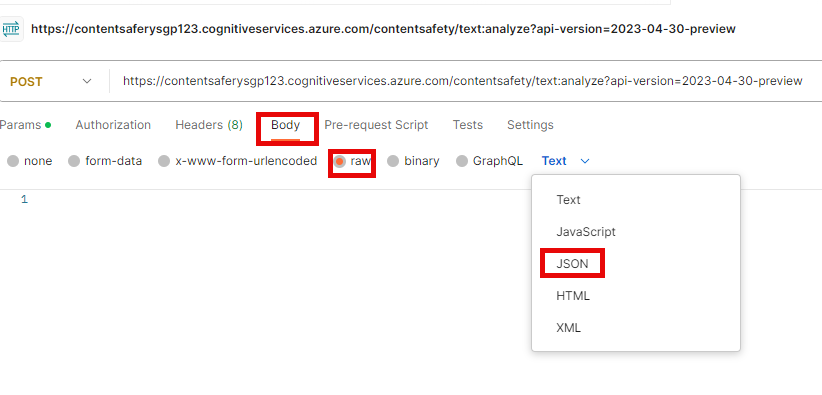 HTTP https://contentsaferysgp123.cognitiveservices.azure.com/contentsafety/text:analyze?api-version=2023-04-30-preview
POST https://contentsaferysgp123.cognitiveservices.azure.com/contentsafety/text:analyze?api-version=2023-04-30-preview
Params Authorization Headers (8) Body Pre-request Script Tests Settings
none form-data x-www-form-urlencoded raw binary GraphQL Text
1
Text
JavaScript
JSON
HTML
XML